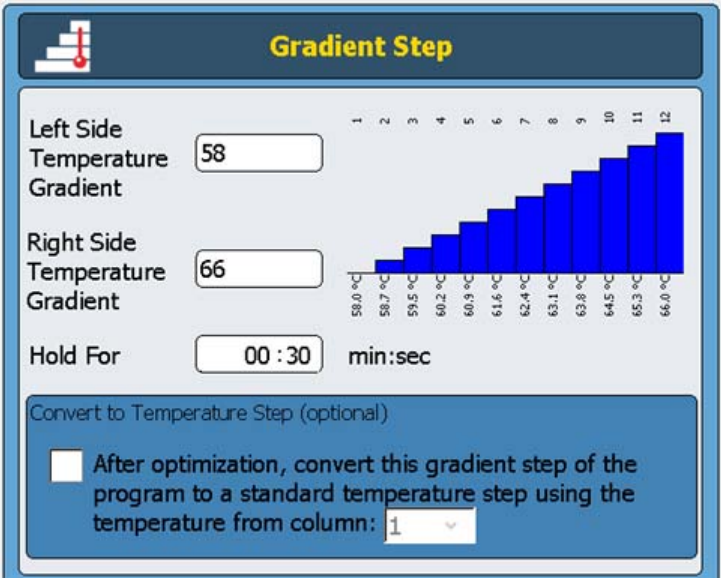 Gradient Step
Left Side
Temperature
Gradient
58
1 2 3 4 5 6 7 8 9 10 11 12
58.0 °C 58.7 °C 59.5 °C 60.2 °C 60.9 °C 61.6 °C 62.4 °C 63.1 °C 63.8 °C 64.5 °C 65.3 °C 66.0 °C
Right Side
Temperature
Gradient
66
Hold For 00:30 min:sec
Convert to Temperature Step (optional)
After optimization, convert this gradient step of the
program to a standard temperature step using the
temperature from column: 1